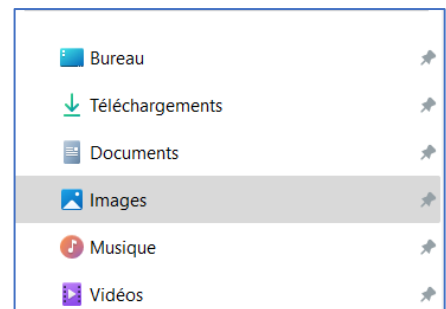 Bureau
Téléchargements
Documents
Images
Musique
Vidéos